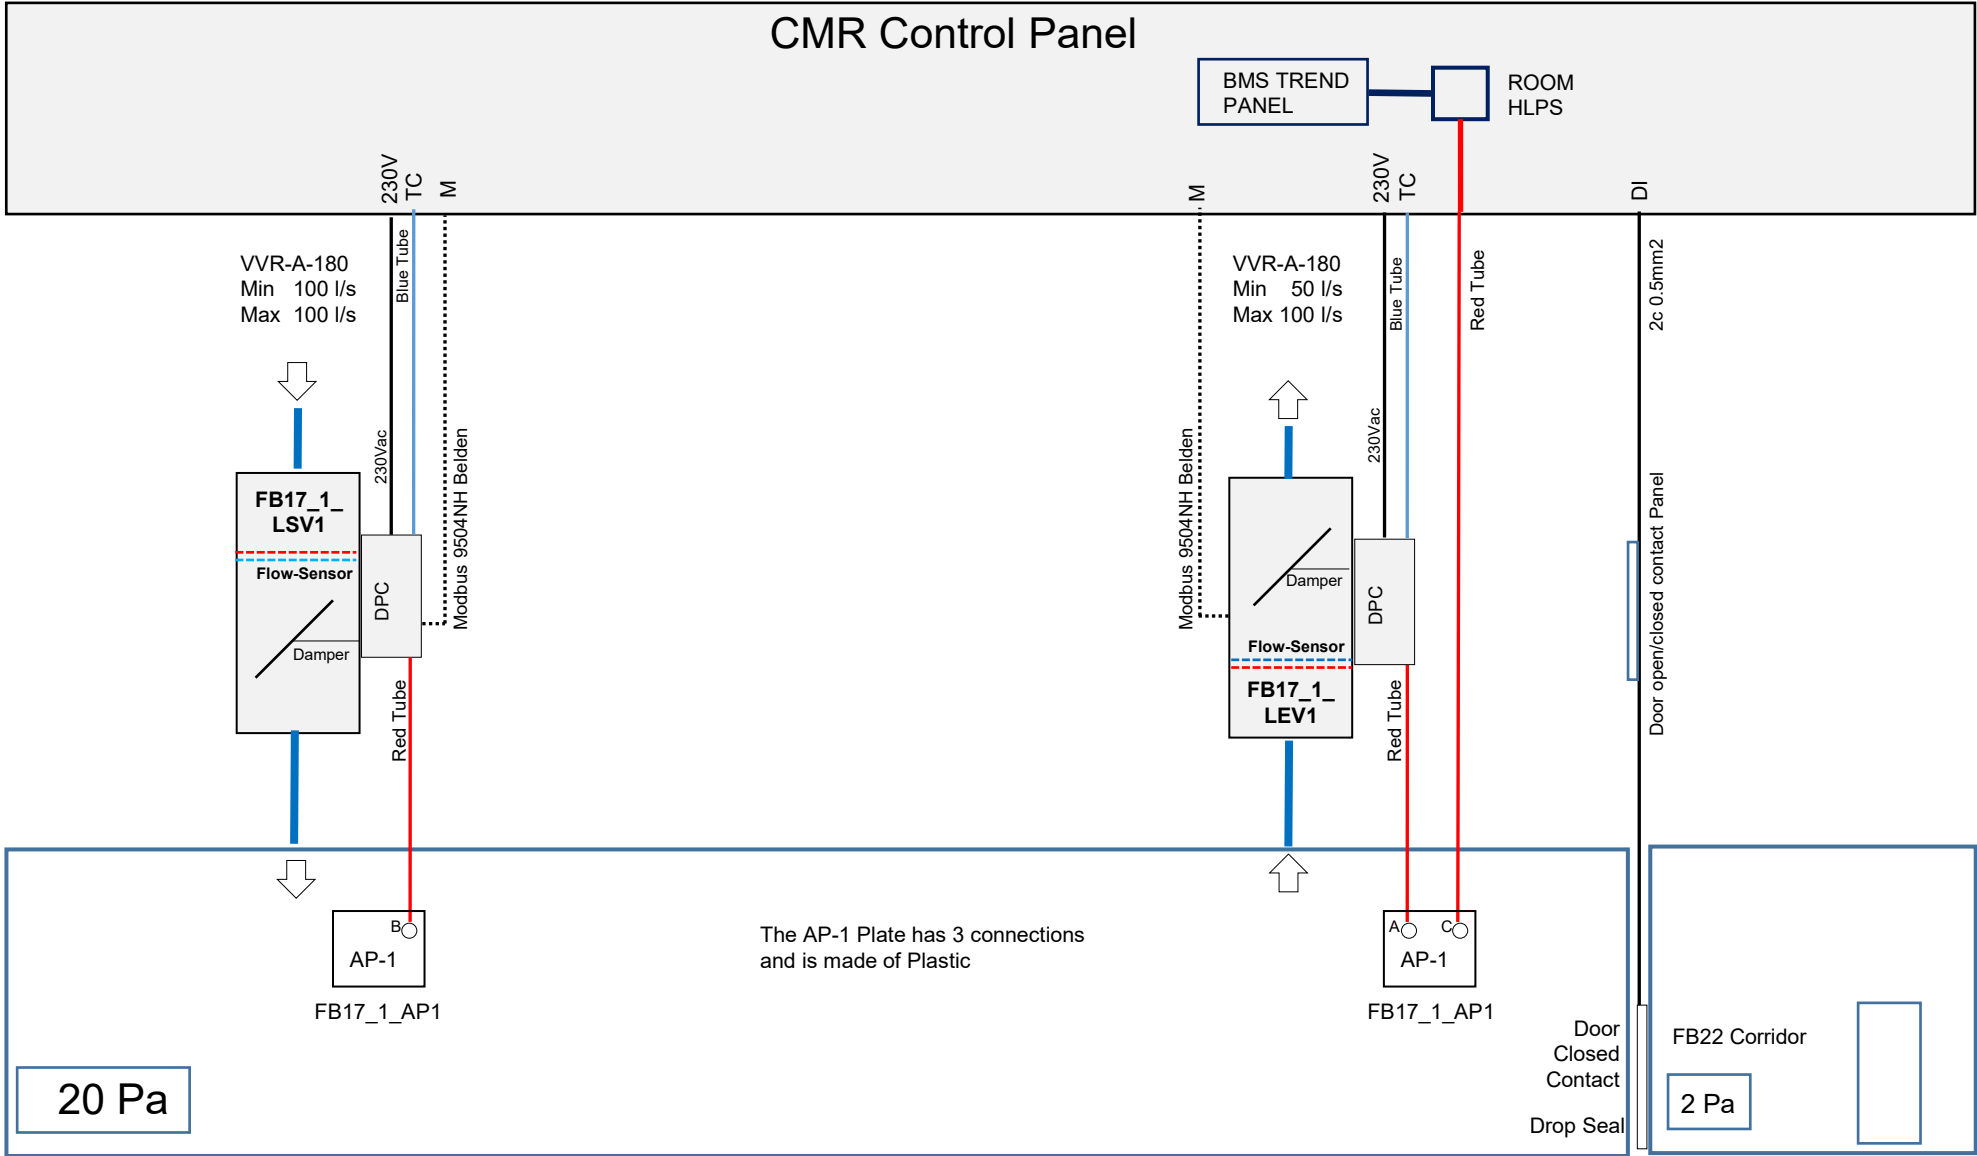 CMR Control Panel
BMS TREND
PANEL
ROOM
HLPS
230V
TC
M
M
230V
TC
DI
VVR-A-180
Min 100 l/s
Max 100 l/s
Blue Tube
230Vac
Modbus 9504NH Belden
VVR-A-180
Min 50 l/s
Max 100 l/s
Blue Tube
230Vac
Modbus 9504NH Belden
Red Tube
2c 0.5mm2
Door open/closed contact Panel
FB17_1_
LSV1
Flow-Sensor
Damper
DPC
Red Tube
Damper
Flow-Sensor
FB17_1_
LEV1
DPC
Red Tube
B
AP-1
FB17_1_AP1
The AP-1 Plate has 3 connections
and is made of Plastic
A
C
AP-1
FB17_1_AP1
Door
Closed
Contact
Drop Seal
FB22 Corridor
2 Pa
20 Pa